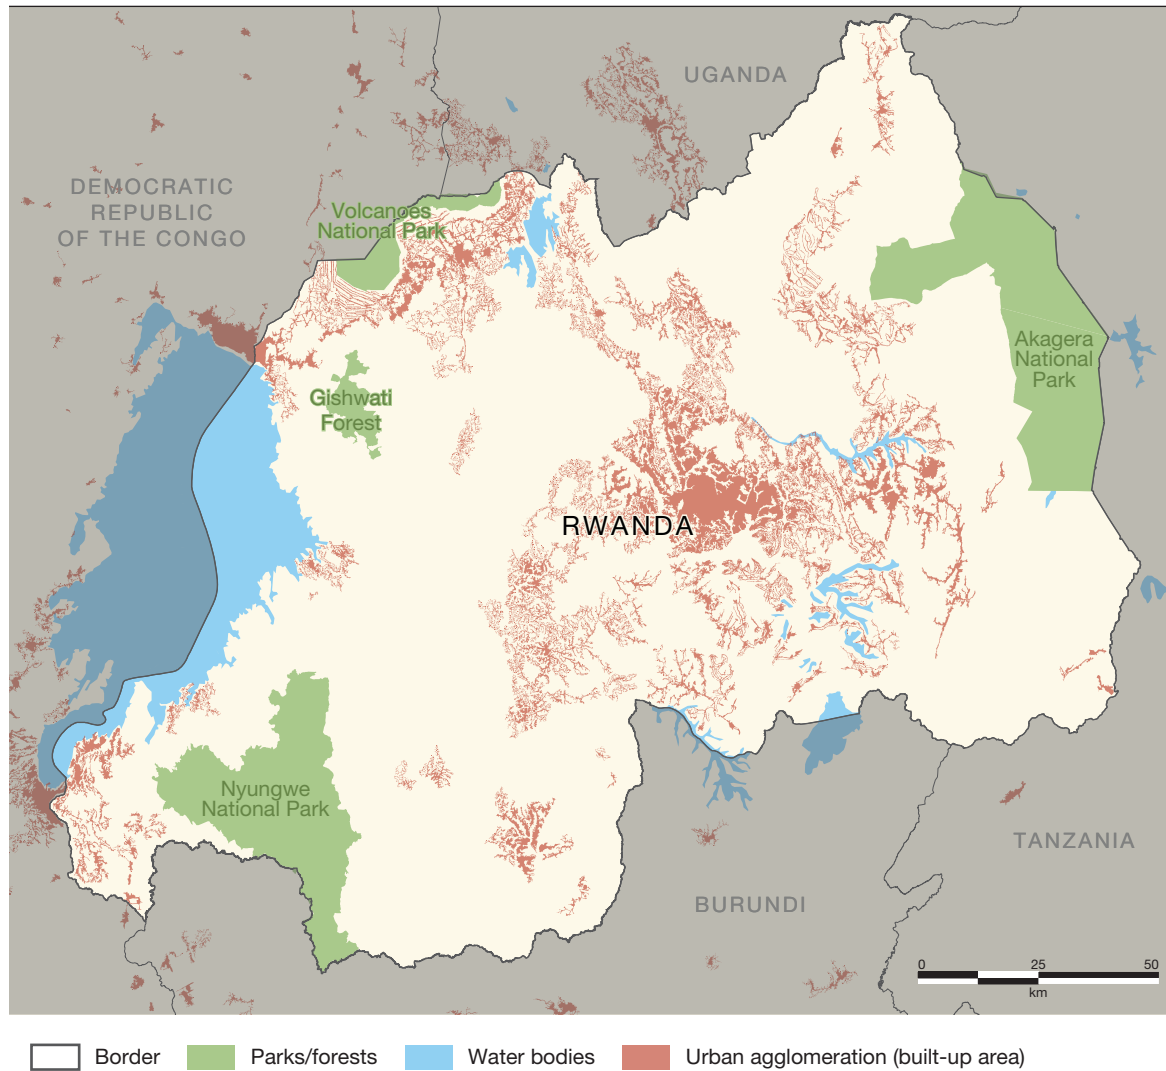 UGANDA
DEMOCRATIC
REPUBLIC
OF THE CONGO
Volcanoes
National Park
Akagera
National
Park
Gishwati
Forest
RWANDA
Nyungwe
National Park
TANZANIA
BURUNDI
0 25 50
km
Border Parks/forests Water bodies Urban agglomeration (built-up area)